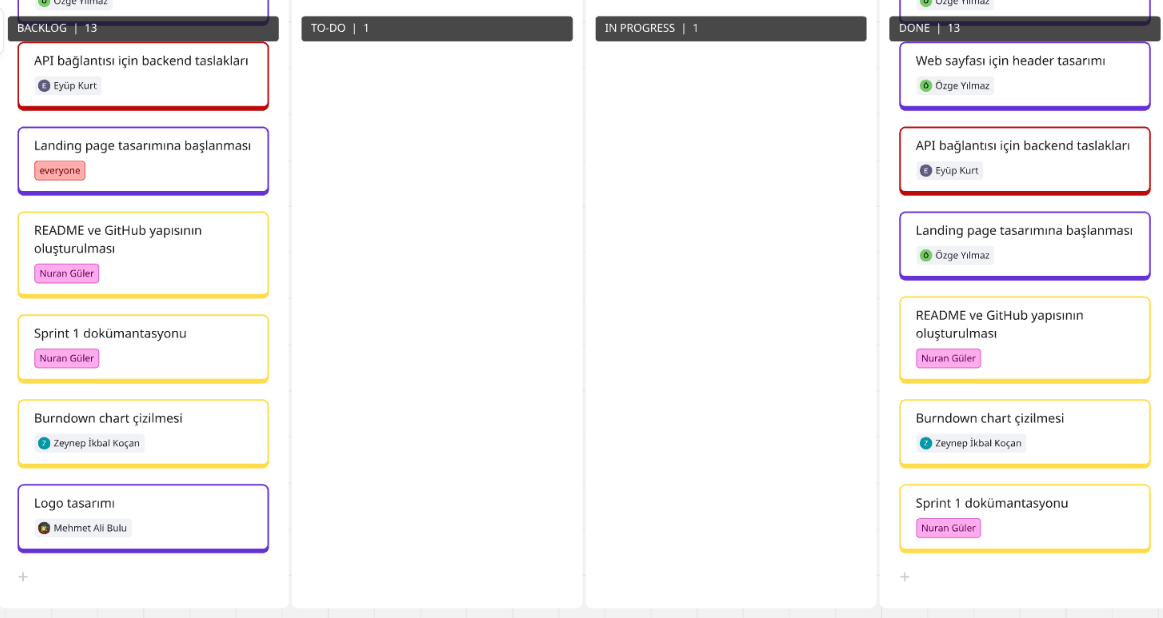 Özge Yılmaz
BACKLOG | 13
API bağlantısı için backend taslakları
E Eyüp Kurt
Landing page tasarımına başlanması
everyone
README ve GitHub yapısının
oluşturulması
Nuran Güler
Sprint 1 dokümantasyonu
Nuran Güler
Burndown chart çizilmesi
Z Zeynep İkbal Koçan
Logo tasarımı
Mehmet Ali Bulu
+
TO-DO | 1
IN PROGRESS | 1
Özge Yılmaz
DONE | 13
Web sayfası için header tasarımı
Ö Özge Yılmaz
API bağlantısı için backend taslakları
E Eyüp Kurt
Landing page tasarımına başlanması
Ö Özge Yılmaz
README ve GitHub yapısının
oluşturulması
Nuran Güler
Burndown chart çizilmesi
Z Zeynep İkbal Koçan
Sprint 1 dokümantasyonu
Nuran Güler
+